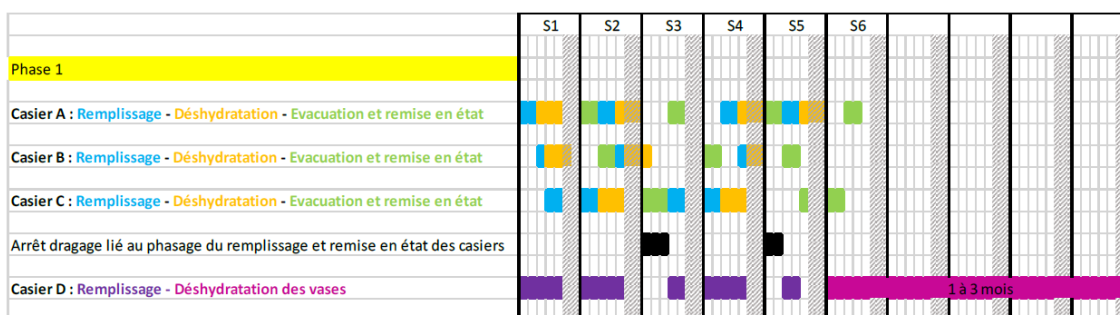 S1 S2 S3 S4 S5 S6
Phase 1
Casier A : Remplissage - Déshydratation - Evacuation et remise en état
Casier B : Remplissage - Déshydratation - Evacuation et remise en état
Casier C : Remplissage - Déshydratation - Evacuation et remise en état
Arrêt dragage lié au phasage du remplissage et remise en état des casiers
Casier D : Remplissage - Déshydratation des vases 1 à 3 mois